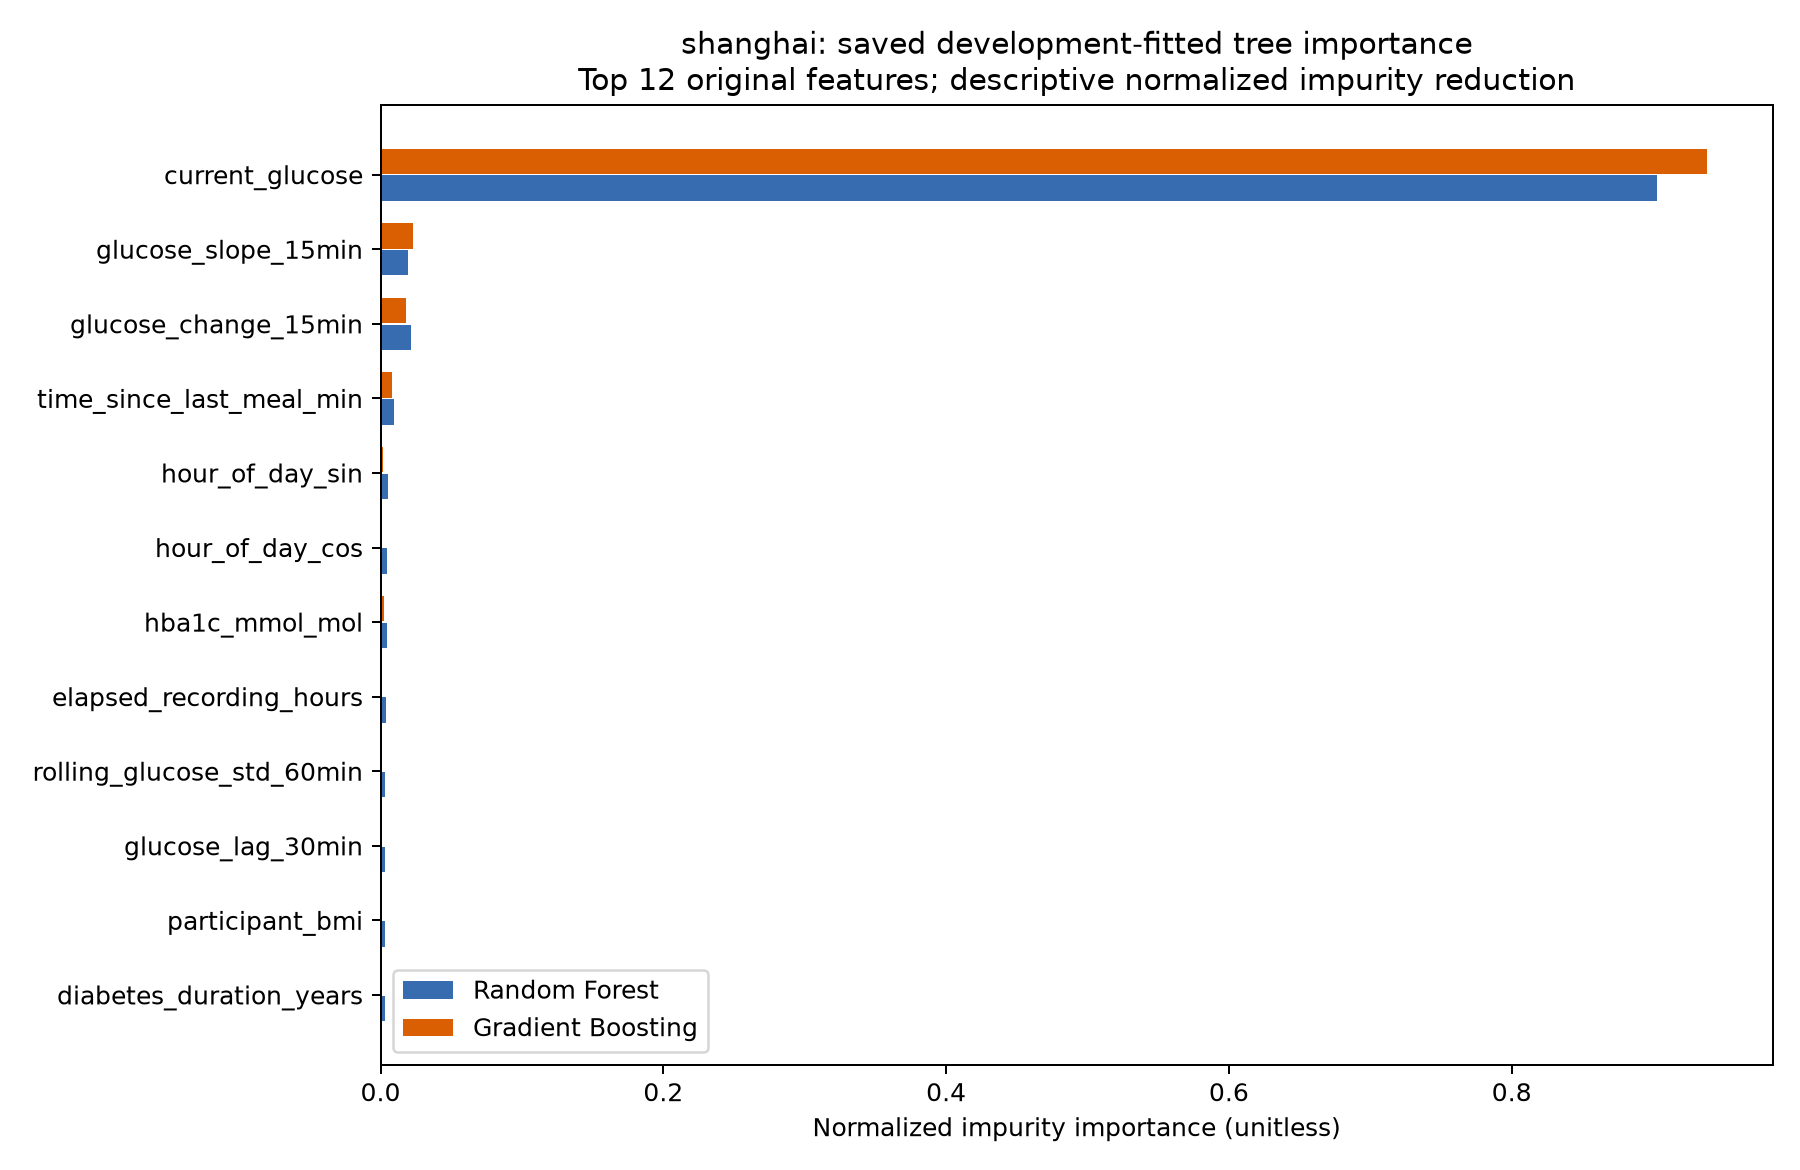 shanghai: saved development-fitted tree importance
Top 12 original features; descriptive normalized impurity reduction
current_glucose
glucose_slope_15min
glucose_change_15min
time_since_last_meal_min
hour_of_day_sin
hour_of_day_cos
hba1c_mmol_mol
elapsed_recording_hours
rolling_glucose_std_60min
glucose_lag_30min
participant_bmi
diabetes_duration_years
Random Forest
Gradient Boosting
0.0 0.2 0.4 0.6 0.8
Normalized impurity importance (unitless)